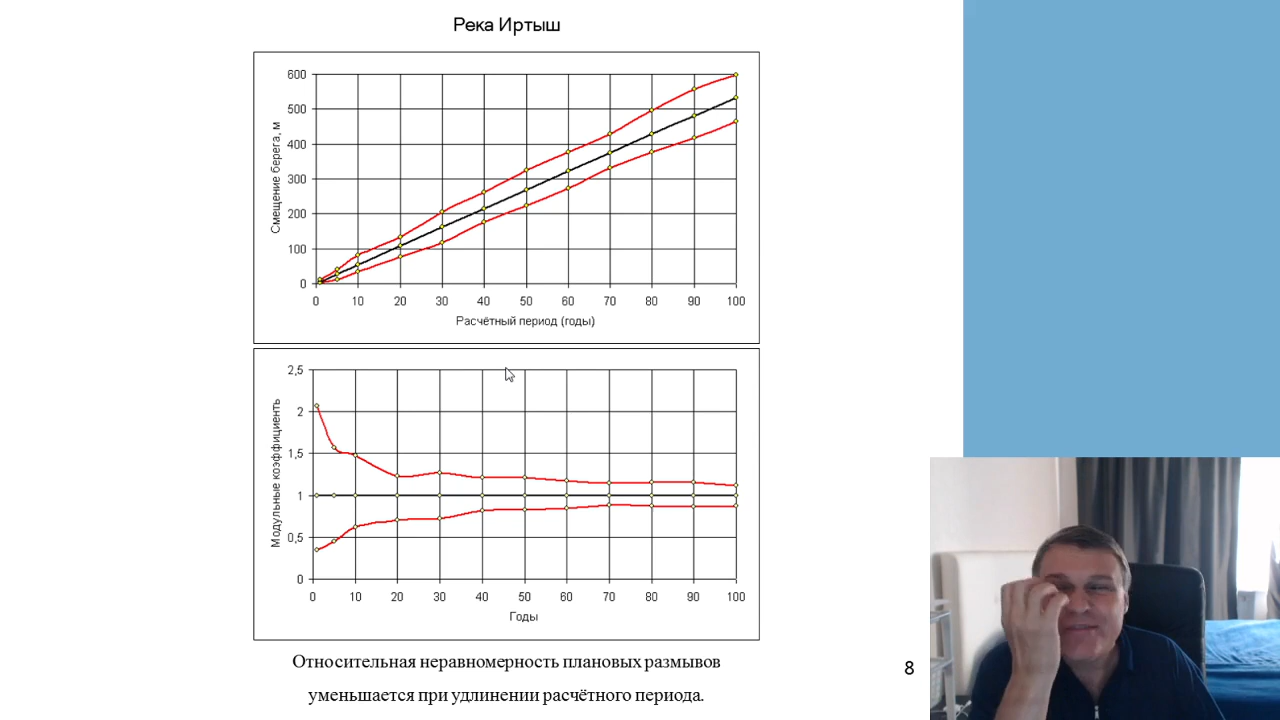 Река Иртыш
600
500
400
300
200
100
0
Смещение берега, м
0 10 20 30 40 50 60 70 80 90 100
Расчётный период (годы)
2,5
2
1,5
1
0,5
0
Модульные коэффициенть
0 10 20 30 40 50 60 70 80 90 100
Годы
Относительная неравномерность плановых размывов
уменьшается при удлинении расчётного периода.
8